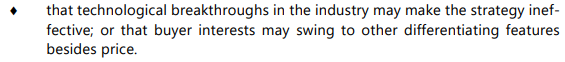 ♦ that technological breakthroughs in the industry may make the strategy inef-
fective; or that buyer interests may swing to other differentiating features
besides price.